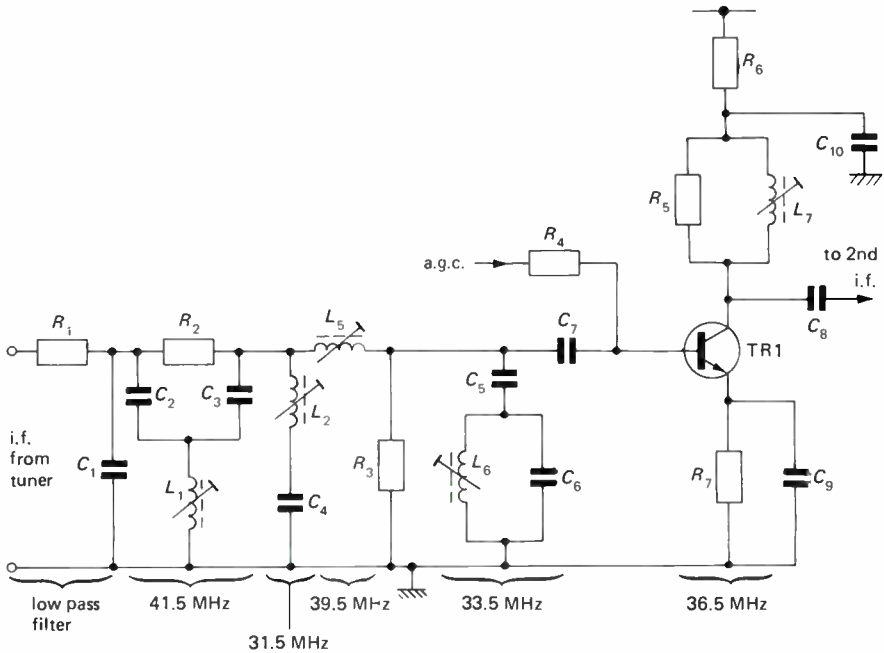 R6
C10
R5
L7
to 2nd
i.f.
a.g.c.
R4
C8
R1
R2
L5
C7
TR1
C2
C3
L2
C5
i.f.
from
tuner
C1
L1
C4
R3
L6
C6
R7
C9
low pass
filter
41.5 MHz
31.5 MHz
39.5 MHz
33.5 MHz
36.5 MHz